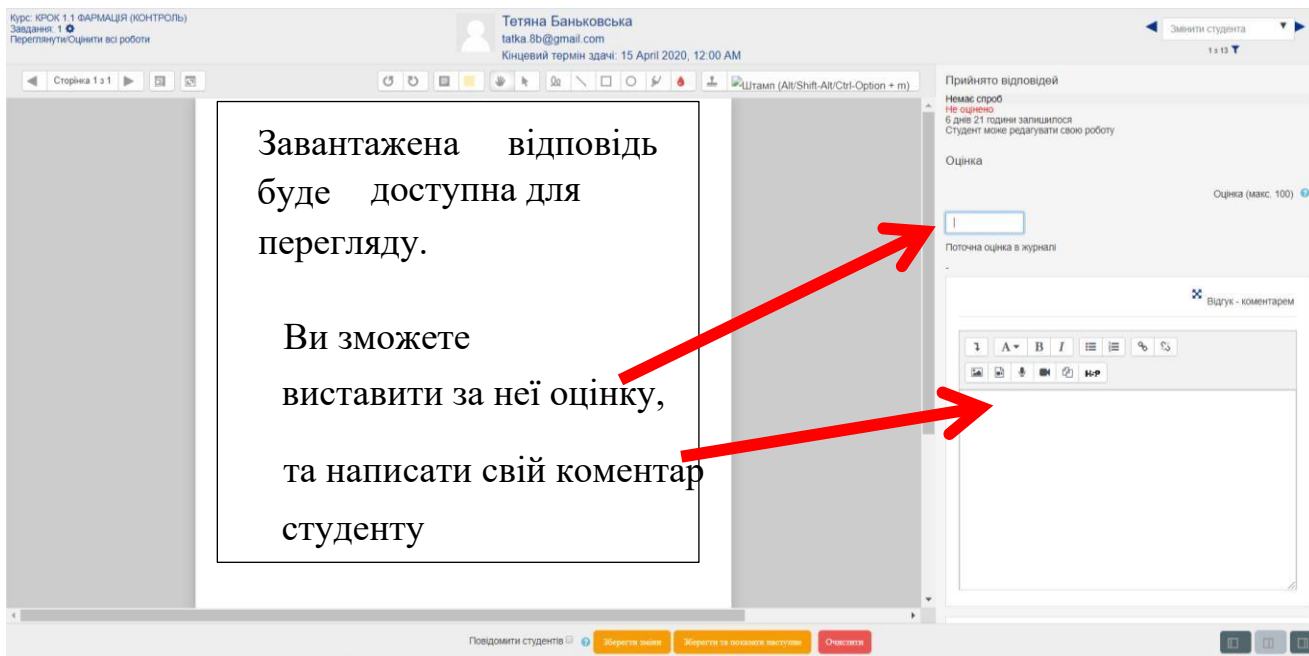 Курс: КРОК 1.1 ФАРМАЦІЯ (КОНТРОЛЬ)
Завдання: 1
Переглянути/Оцінити всі роботи
Тетяна Баньковська
tatka.8b@gmail.com
Кінцевий термін здачі: 15 April 2020, 12:00 AM
Змінити студента
1 з 13
Сторінка 1 з 1
Штамп (Alt/Shift-Alt/Ctrl-Option + m)
Завантажена відповідь
буде доступна для
перегляду.
Ви зможете
виставити за неї оцінку,
та написати свій коментар
студенту
Прийнято відповідей
Немає спроб
Не оцінено
6 днів 21 години залишилося
Студент може редагувати свою роботу
Оцінка
Оцінка (макс. 100)
Поточна оцінка в журналі
-
Відгук - коментарем
A B I
H-P
Повідомити студентів
Зберегти зміни
Зберегти та показати наступне
Очистити